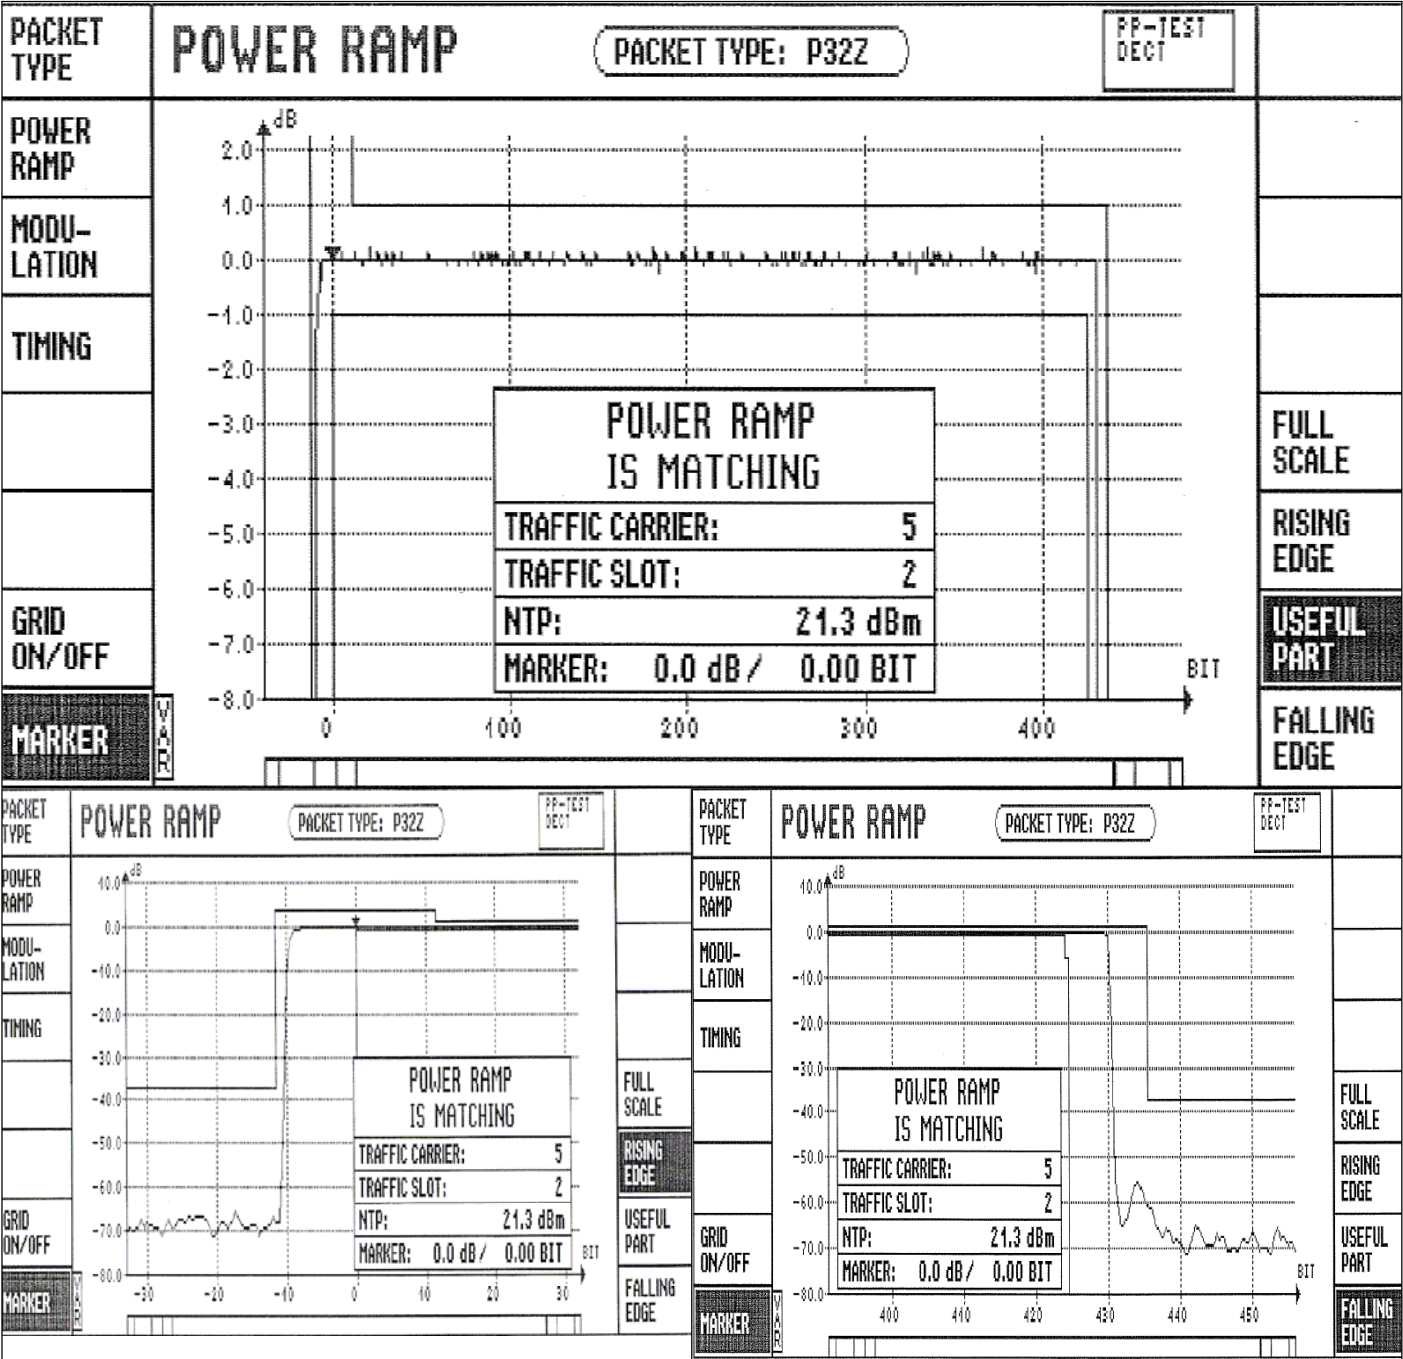 PACKET
TYPE
POWER RAMP
PACKET TYPE: P32Z
PP-TEST
DECT
POWER
RAMP
MODU-
LATION
TIMING
GRID
ON/OFF
MARKER
VAR
dB
2.0
1.0
0.0
-1.0
-2.0
-3.0
-4.0
-5.0
-6.0
-7.0
-8.0
0
100
200
300
400
BIT
POWER RAMP
IS MATCHING
TRAFFIC CARRIER: 5
TRAFFIC SLOT: 2
NTP: 21.3 dBm
MARKER: 0.0 dB / 0.00 BIT
FULL
SCALE
RISING
EDGE
USEFUL
PART
FALLING
EDGE
PACKET
TYPE
POWER RAMP
PACKET TYPE: P32Z
PP-TEST
DECT
POWER
RAMP
MODU-
LATION
TIMING
GRID
ON/OFF
MARKER
VAR
dB
10.0
0.0
-10.0
-20.0
-30.0
-40.0
-50.0
-60.0
-70.0
-80.0
-30
-20
-10
0
10
20
30
BIT
POWER RAMP
IS MATCHING
TRAFFIC CARRIER: 5
TRAFFIC SLOT: 2
NTP: 21.3 dBm
MARKER: 0.0 dB / 0.00 BIT
FULL
SCALE
RISING
EDGE
USEFUL
PART
FALLING
EDGE
PACKET
TYPE
POWER RAMP
PACKET TYPE: P32Z
PP-TEST
DECT
POWER
RAMP
MODU-
LATION
TIMING
GRID
ON/OFF
MARKER
VAR
dB
10.0
0.0
-10.0
-20.0
-30.0
-40.0
-50.0
-60.0
-70.0
-80.0
400
410
420
430
440
450
BIT
POWER RAMP
IS MATCHING
TRAFFIC CARRIER: 5
TRAFFIC SLOT: 2
NTP: 21.3 dBm
MARKER: 0.0 dB / 0.00 BIT
FULL
SCALE
RISING
EDGE
USEFUL
PART
FALLING
EDGE